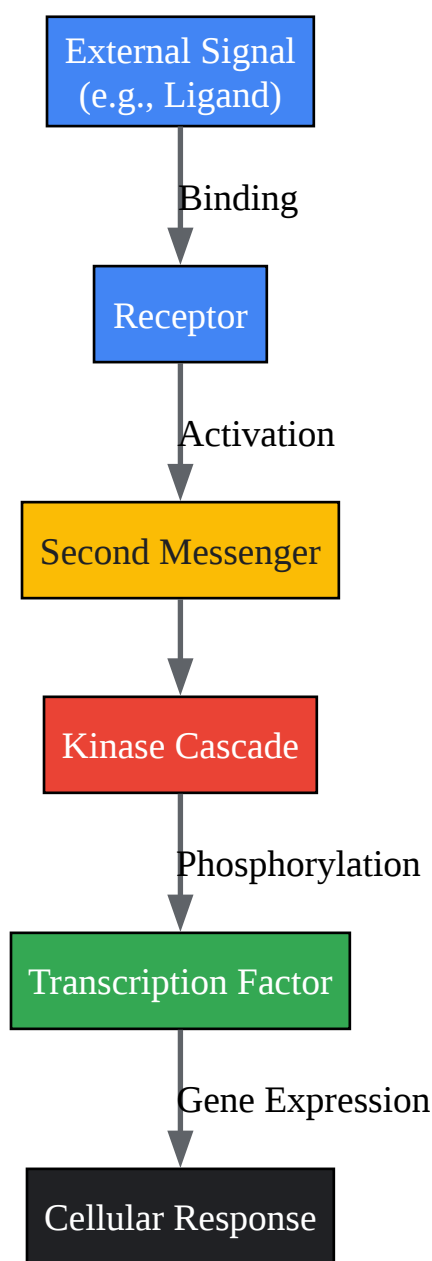 External Signal
(e.g., Ligand)
Binding
Receptor
Activation
Second Messenger
Kinase Cascade
Phosphorylation
Transcription Factor
Gene Expression
Cellular Response